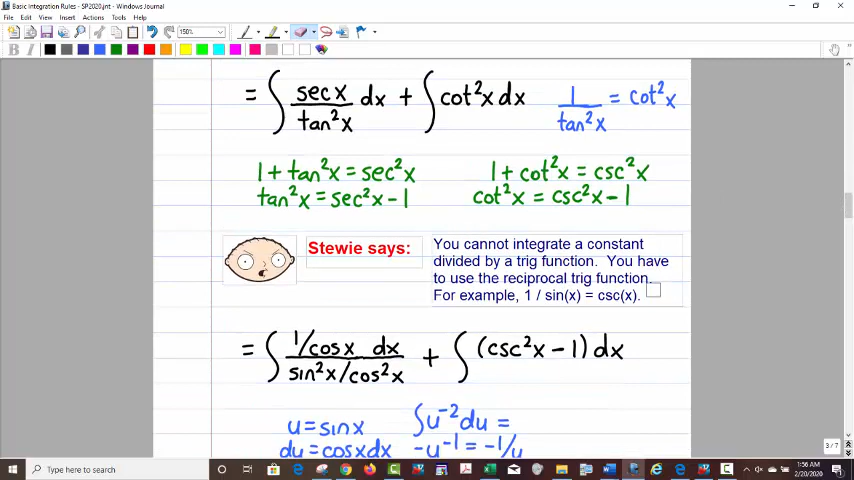 Basic Integration Rules - SP2020.jnt - Windows Journal
File Edit View Insert Actions Tools Help
150%
B I
= ∫ sec x / tan²x dx + ∫ cot²x dx
1 / tan²x = cot²x
1 + tan²x = sec²x
tan²x = sec²x - 1
1 + cot²x = csc²x
cot²x = csc²x - 1
Stewie says:
You cannot integrate a constant
divided by a trig function. You have
to use the reciprocal trig function.
For example, 1 / sin(x) = csc(x).
= ∫ 1/cos x dx / sin²x/cos²x + ∫ (csc²x - 1) dx
u = sin x
du = cos x dx
∫ u⁻² du =
-u⁻¹ = -1/u
3 / 7
Type here to search
1:56 AM
2/20/2020